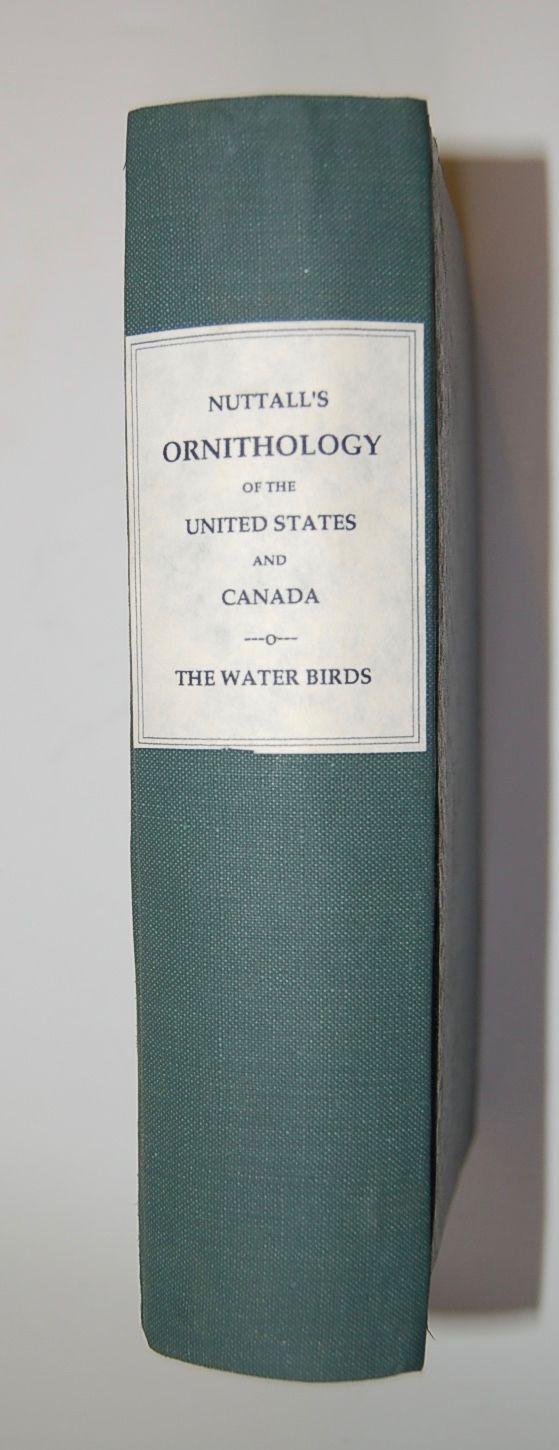 NUTTALL'S
ORNITHOLOGY
OF THE
UNITED STATES
AND
CANADA
---o---
THE WATER BIRDS